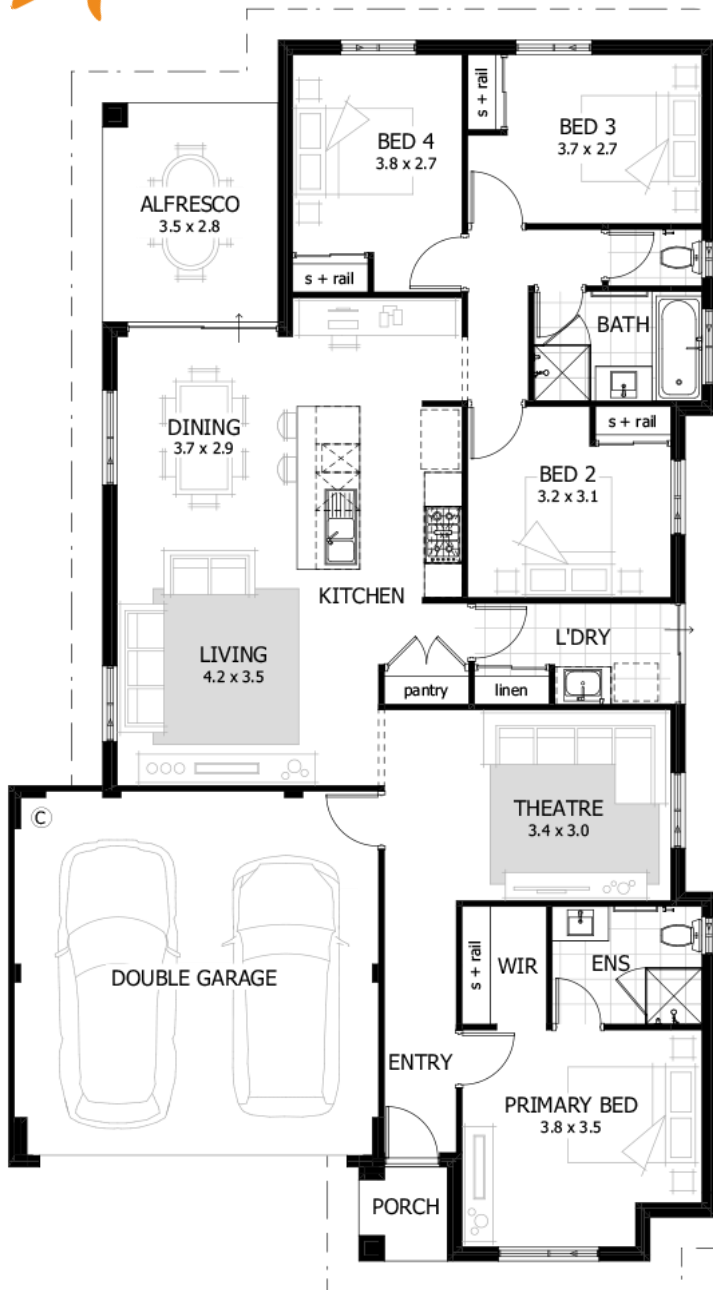 BED 4
3.8 x 2.7
s + rail
BED 3
3.7 x 2.7
ALFRESCO
3.5 x 2.8
s + rail
BATH
DINING
3.7 x 2.9
s + rail
BED 2
3.2 x 3.1
KITCHEN
L'DRY
LIVING
4.2 x 3.5
pantry
linen
THEATRE
3.4 x 3.0
C
DOUBLE GARAGE
s + rail
WIR
ENS
ENTRY
PRIMARY BED
3.8 x 3.5
PORCH